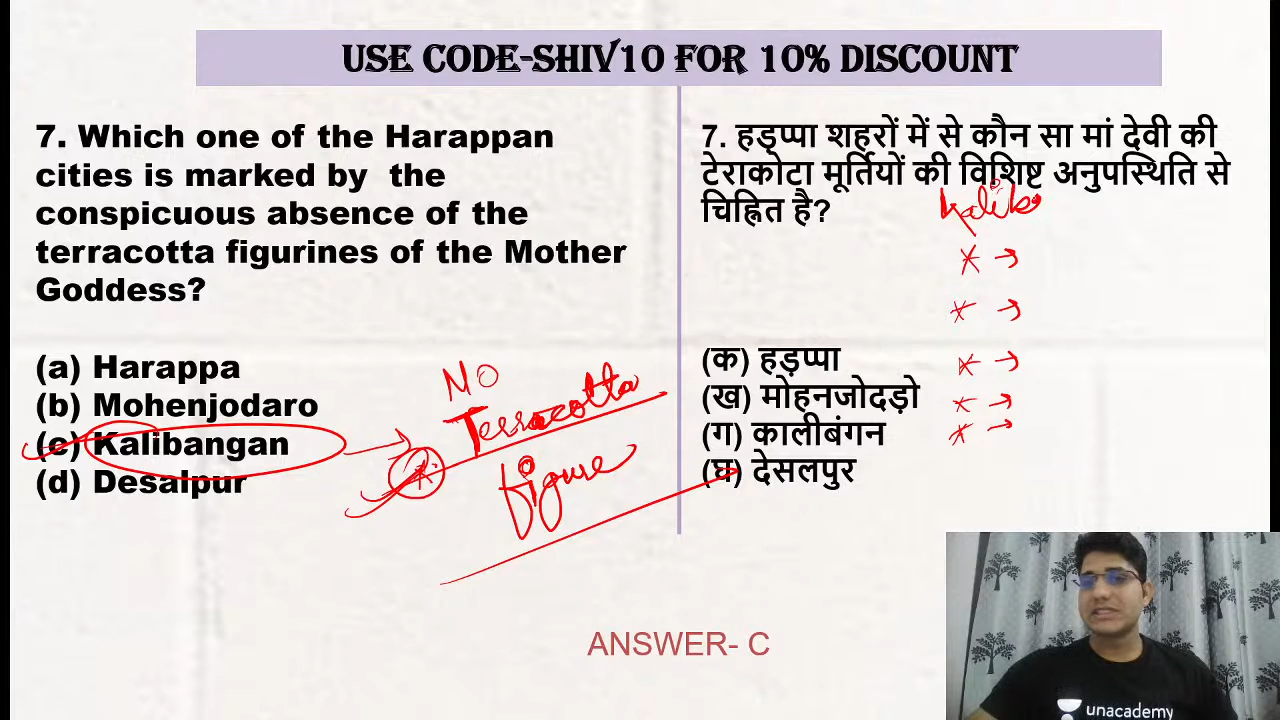 USE CODE-SHIV10 FOR 10% DISCOUNT
7. Which one of the Harappan
cities is marked by the
conspicuous absence of the
terracotta figurines of the Mother
Goddess?
(a) Harappa
(b) Mohenjodaro
(c) Kalibangan
(d) Desalpur
No
Terracotta
figure
7. हड़प्पा शहरों में से कौन सा मां देवी की
टेराकोटा मूर्तियों की विशिष्ट अनुपस्थिति से
चिह्नित है?
Kalib
(क) हड़प्पा
(ख) मोहनजोदड़ो
(ग) कालीबंगन
(घ) देसलपुर
ANSWER- C
unacademy